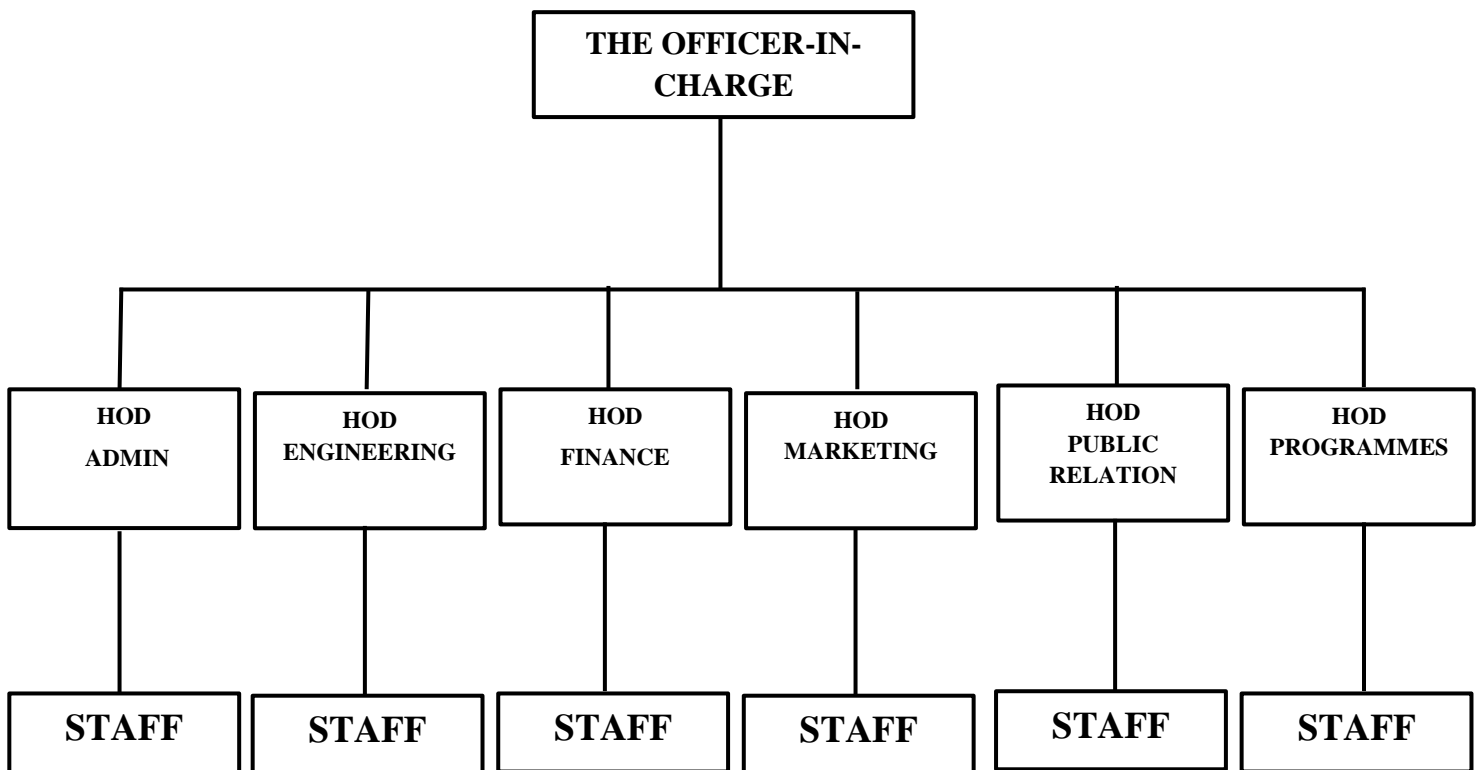 THE OFFICER-IN-
CHARGE
HOD
ADMIN
HOD
ENGINEERING
HOD
FINANCE
HOD
MARKETING
HOD
PUBLIC
RELATION
HOD
PROGRAMMES
STAFF
STAFF
STAFF
STAFF
STAFF
STAFF